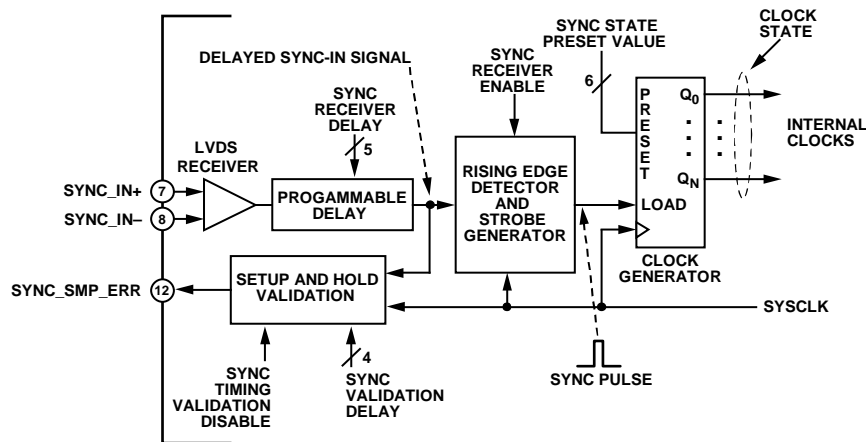 SYNC STATE
PRESET VALUE
CLOCK
STATE
DELAYED SYNC-IN SIGNAL
SYNC
RECEIVER
ENABLE
6
PRESET
Q0
SYNC
RECEIVER
DELAY
5
INTERNAL
CLOCKS
LVDS
RECEIVER
RISING EDGE
DETECTOR
AND
STROBE
GENERATOR
QN
SYNC_IN+
7
PROGAMMABLE
DELAY
LOAD
SYNC_IN–
8
CLOCK
GENERATOR
SETUP AND HOLD
VALIDATION
SYNC_SMP_ERR
12
SYSCLK
4
SYNC
TIMING
VALIDATION
DISABLE
SYNC
VALIDATION
DELAY
SYNC PULSE